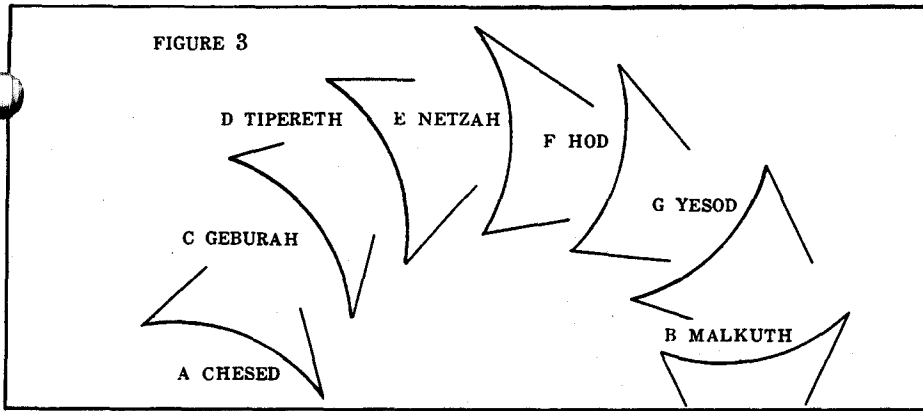 FIGURE 3
D TIPERETH
E NETZAH
F HOD
G YESOD
C GEBURAH
B MALKUTH
A CHESED